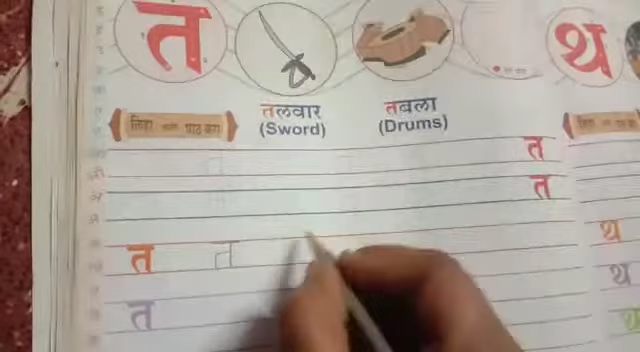 त थ
तलवार तबला
(Sword) (Drums)
त
त
त त थ
थ
त